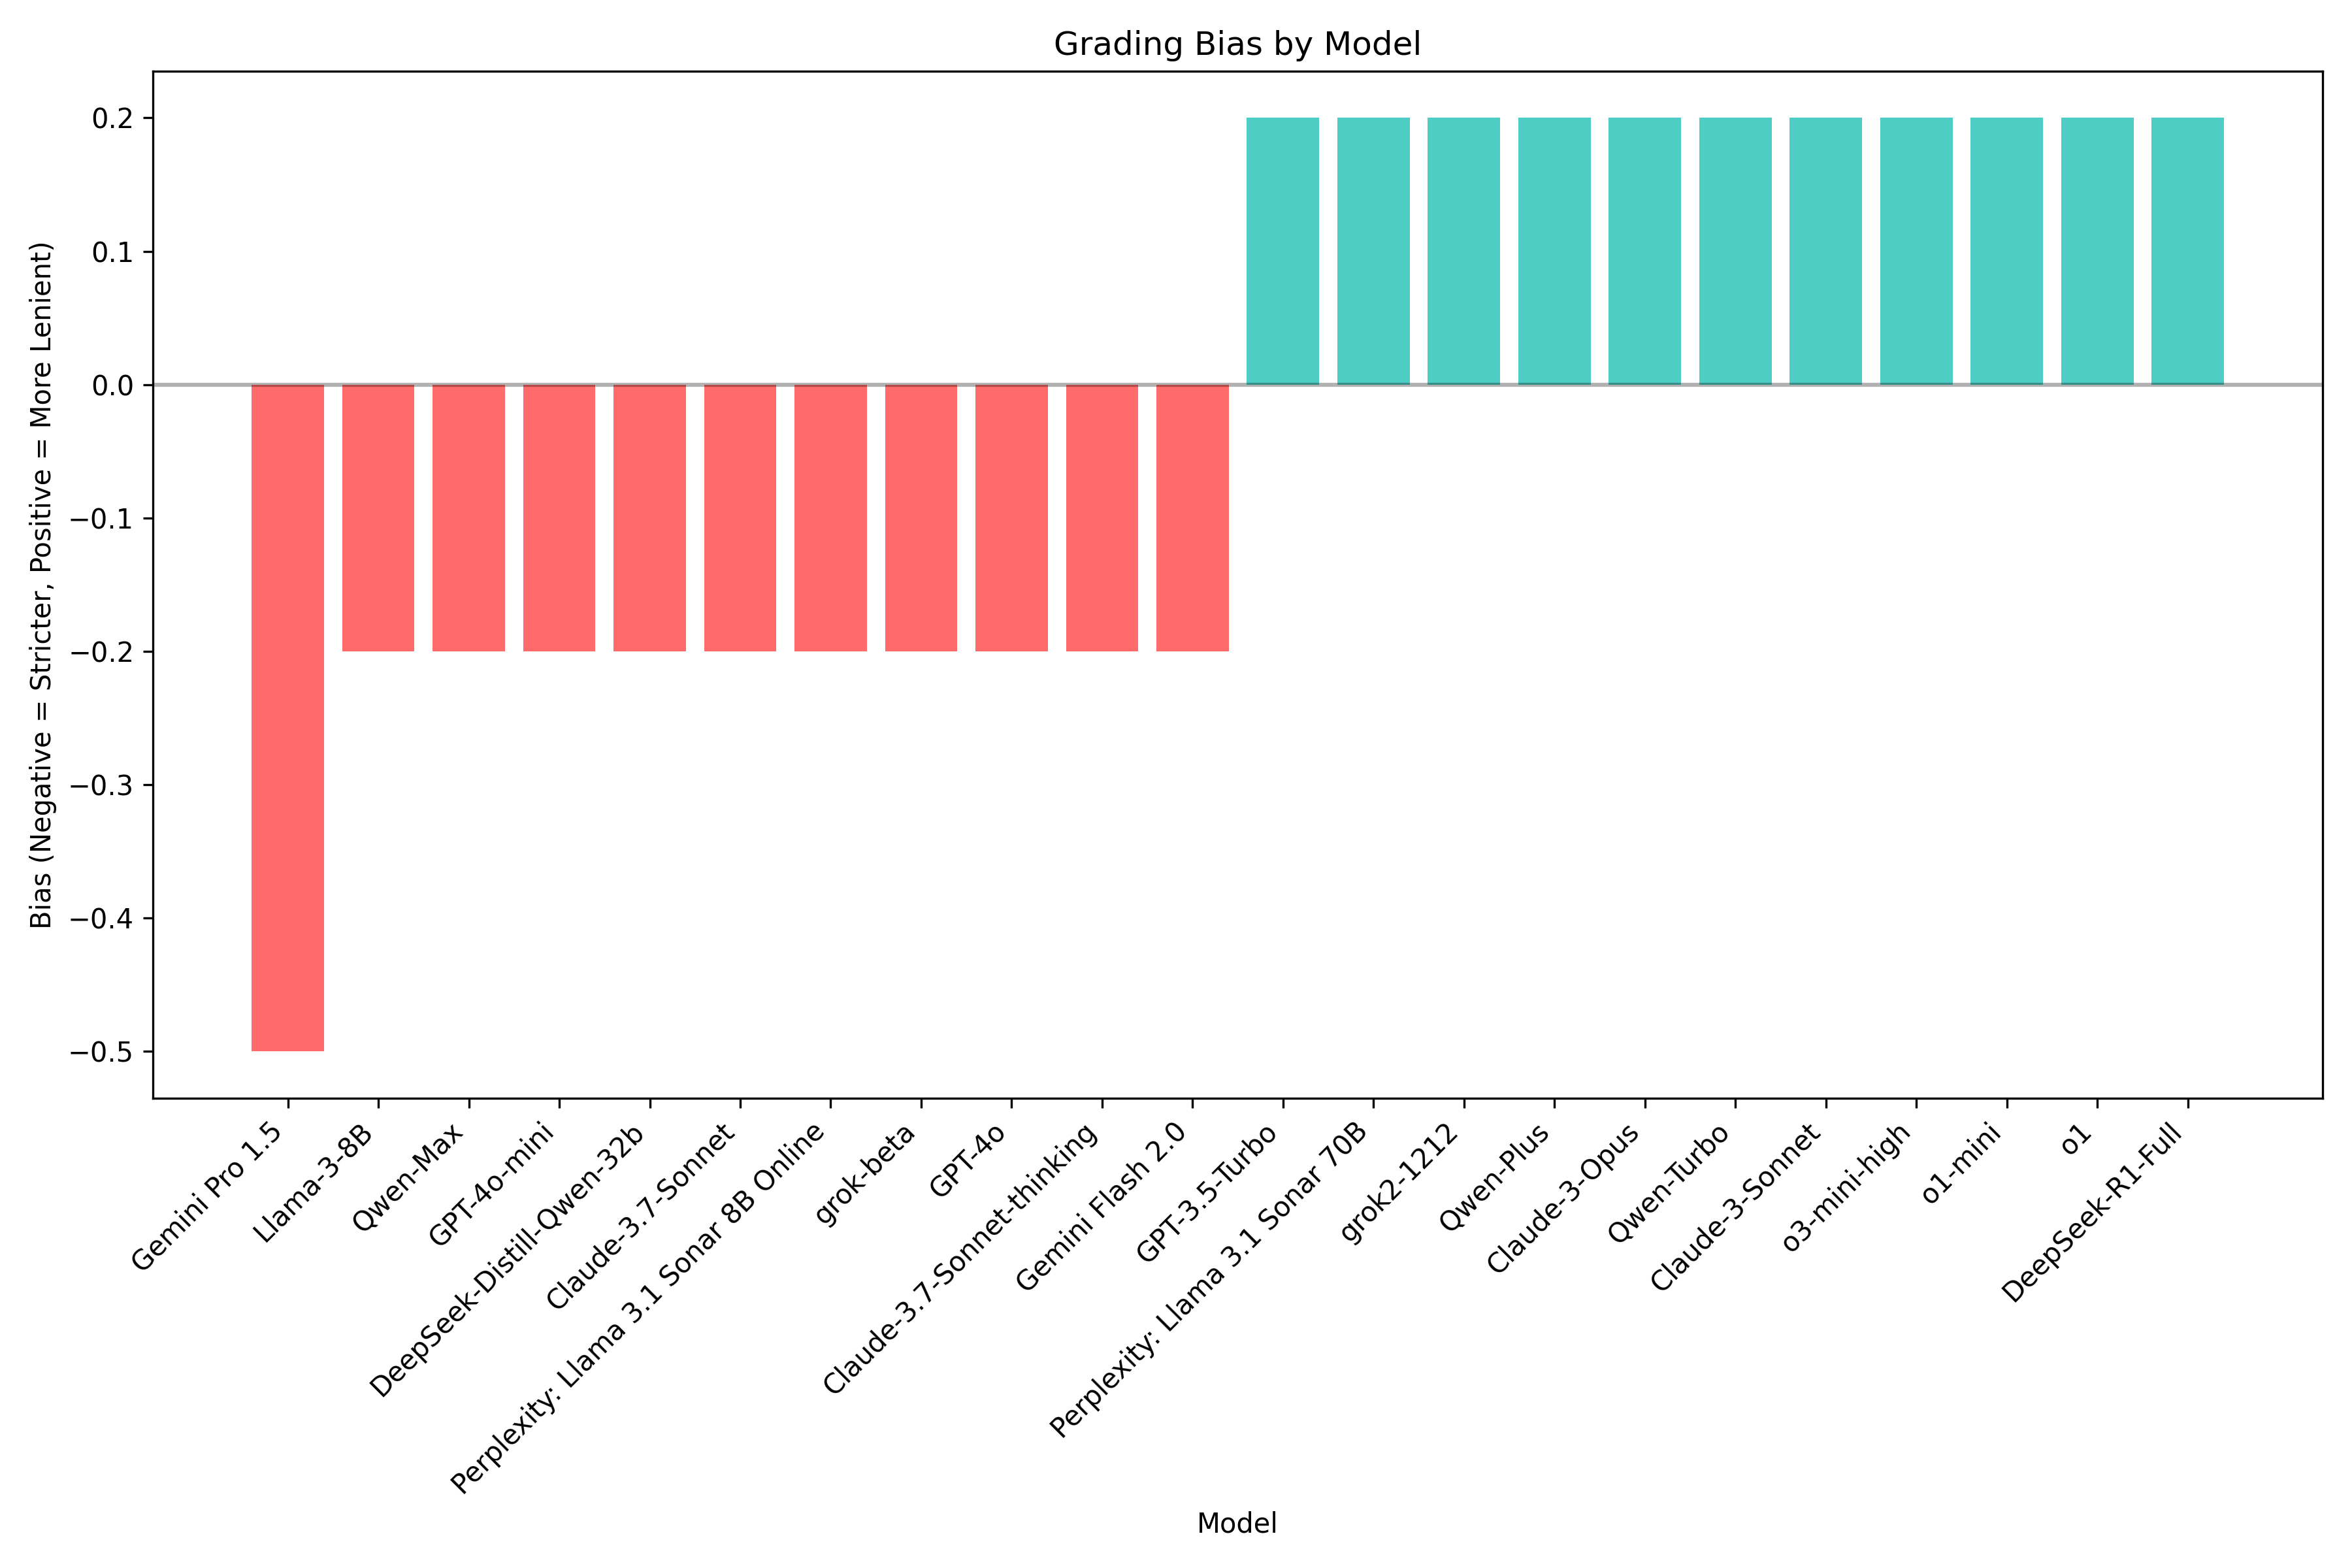 Grading Bias by Model
Bias (Negative = Stricter, Positive = More Lenient)
0.2
0.1
0.0
−0.1
−0.2
−0.3
−0.4
−0.5
Gemini Pro 1.5
Llama-3-8B
Qwen-Max
GPT-4o-mini
DeepSeek-Distill-Qwen-32b
Claude-3.7-Sonnet
Perplexity: Llama 3.1 Sonar 8B Online
grok-beta
GPT-4o
Claude-3.7-Sonnet-thinking
Gemini Flash 2.0
GPT-3.5-Turbo
Perplexity: Llama 3.1 Sonar 70B
grok2-1212
Qwen-Plus
Claude-3-Opus
Qwen-Turbo
Claude-3-Sonnet
o3-mini-high
o1-mini
o1
DeepSeek-R1-Full
Model